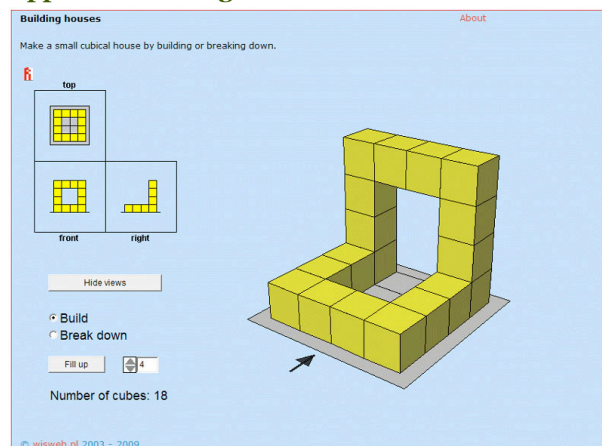 Building houses
About
Make a small cubical house by building or breaking down.
top
front right
Hide views
Build
Break down
Fill up 4
Number of cubes: 18
© wisweb.nl 2003 - 2009